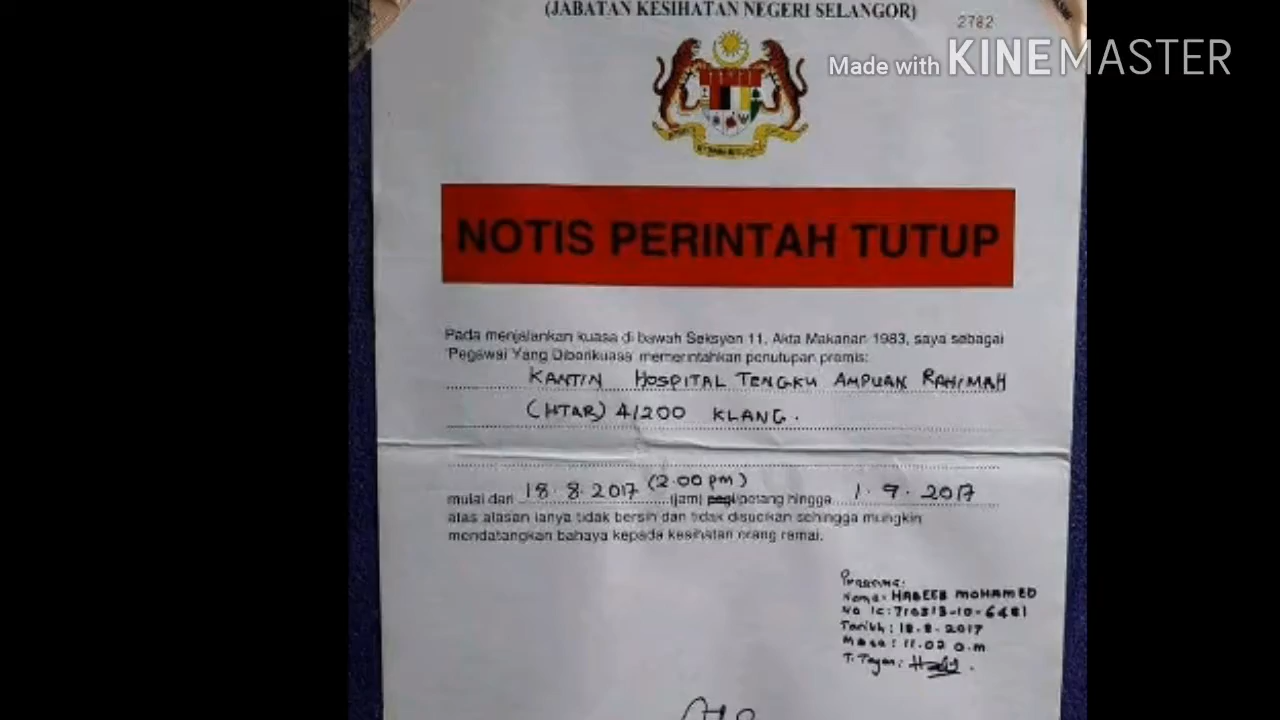 (JABATAN KESIHATAN NEGERI SELANGOR)
2782
Made with KINEMASTER
NOTIS PERINTAH TUTUP
Pada menjalankan kuasa di bawah Seksyen 11, Akta Makanan 1983, saya sebagai
'Pegawai Yang Diberikuasa' memerintahkan penutupan premis:
KANTIN HOSPITAL TENGKU AMPUAN RAHIMAH
(HTAR) 41200 KLANG.
mulai dari 18.8.2017 (2.00 pm) (jam) pagi/petang hingga 1.9.2017
atas alasan ianya tidak bersih dan tidak disucikan sehingga mungkin
mendatangkan bahaya kepada kesihatan orang ramai.
Nama: HABEEB MOHAMED
No IC:
Tarikh: 18.8.2017
Masa: 11.02 a.m